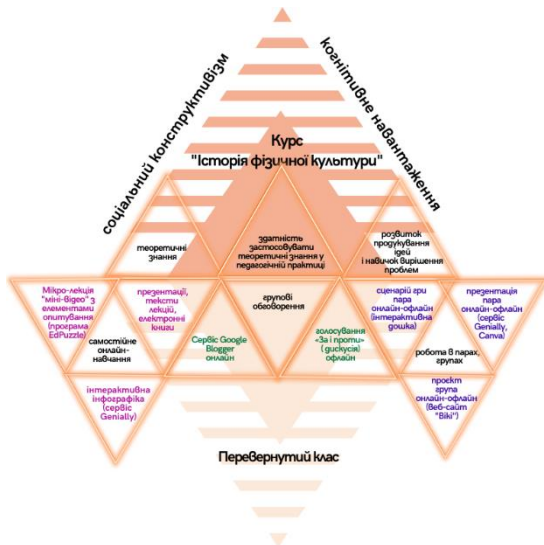 соціальний конструктивізм
когнітивне навантаження
Курс
"Історія фізичної культури"
теоретичні
знання
здатність
застосовувати
теоретичні знання у
педагогічній практиці
розвиток
продукування
ідей
і навичок вирішення
проблем
Мікро-лекція
"міні-відео" з
елементами
опитування
(програма
EdPuzzle)
самостійне
онлайн-
навчання
презентації,
тексти
лекцій,
електронні
книги
Сервіс Google
Blogger
онлайн
групові
обговорення
голосування
«За і проти»
( дискусія)
офлайн
сценарій гри
пара
онлайн-офлайн
(інтерактивна
дошка)
робота в парах,
групах
презентація
пара
онлайн-офлайн
(сервіс
Genially,
Canva)
інтерактивна
інфографіка
(сервіс
Genially)
проєкт
група
онлайн-офлайн
(веб-сайт
"Вікі")
Перевернутий клас